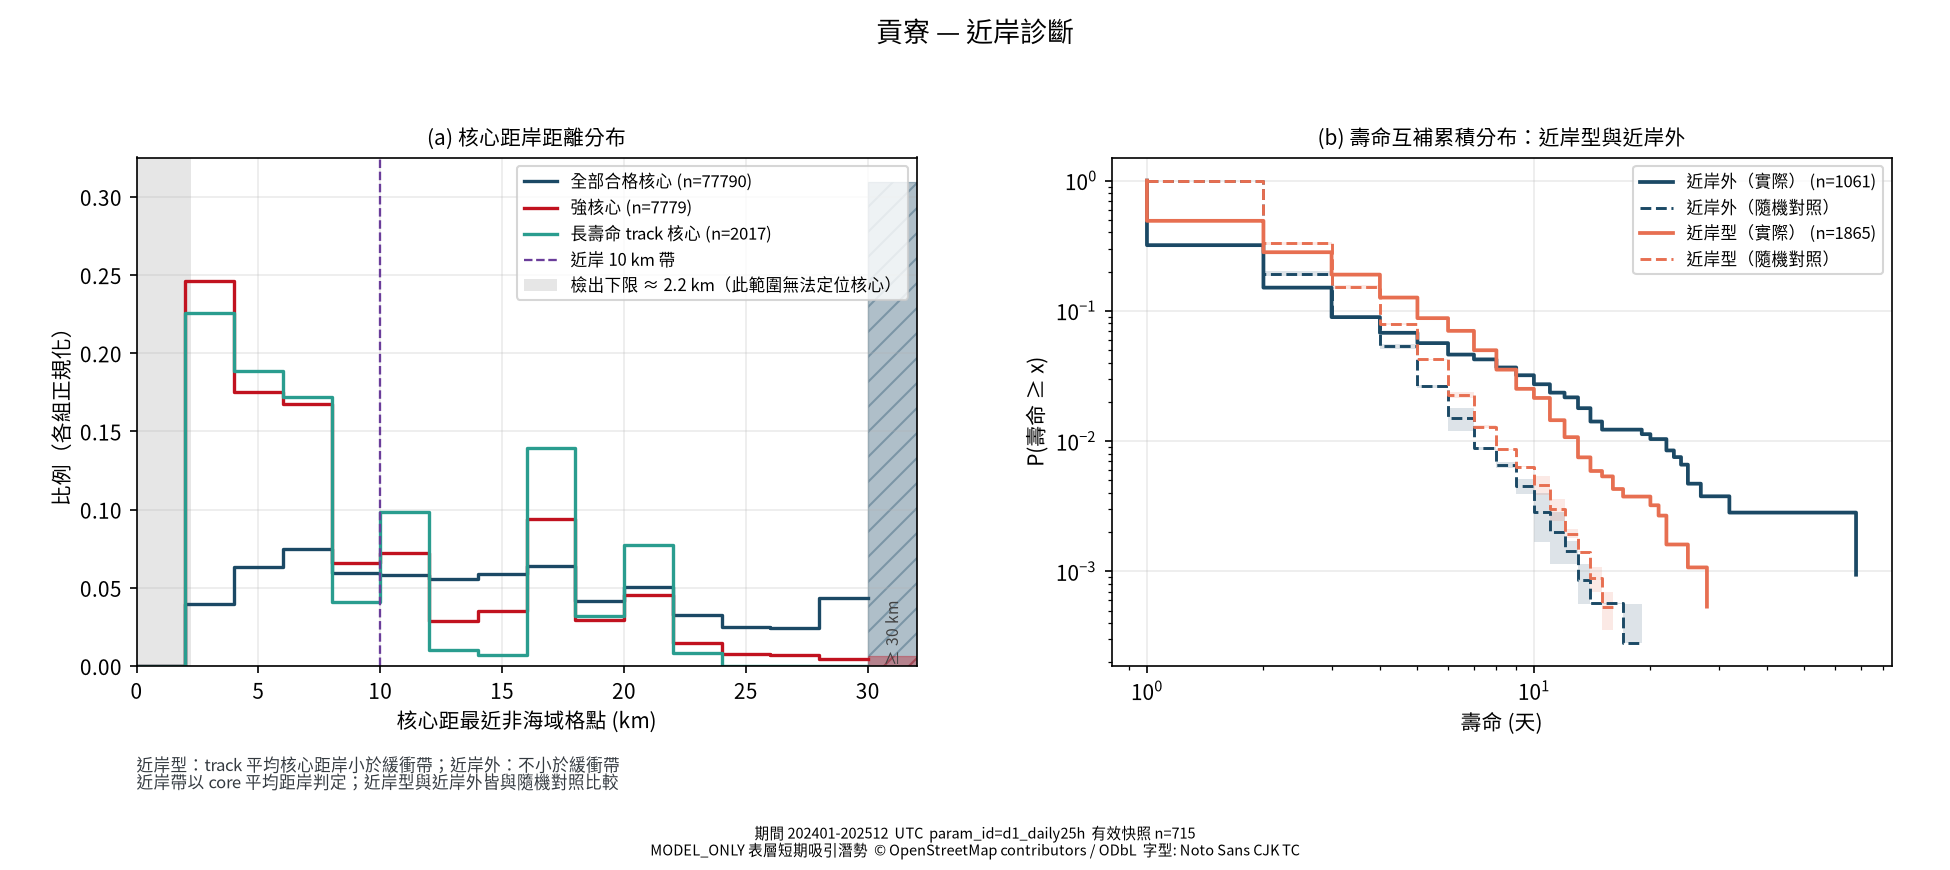 貢寮 — 近岸診斷
(a) 核心距岸距離分布
比例（各組正規化）
0.30
0.25
0.20
0.15
0.10
0.05
0.00
0 5 10 15 20 25 30
核心距最近非海域格點 (km)
全部合格核心 (n=77790)
強核心 (n=7779)
長壽命 track 核心 (n=2017)
近岸 10 km 帶
檢出下限 ≈ 2.2 km（此範圍無法定位核心）
≥ 30 km
近岸型：track 平均核心距岸小於緩衝帶；近岸外：不小於緩衝帶
近岸帶以 core 平均距岸判定；近岸型與近岸外皆與隨機對照比較
(b) 壽命互補累積分布：近岸型與近岸外
P(壽命 ≥ x)
10⁰
10⁻¹
10⁻²
10⁻³
10⁰ 10¹
壽命 (天)
近岸外（實際） (n=1061)
近岸外（隨機對照）
近岸型（實際） (n=1865)
近岸型（隨機對照）
期間 202401-202512 UTC param_id=d1_daily25h 有效快照 n=715
MODEL_ONLY 表層短期吸引潛勢 © OpenStreetMap contributors / ODbL 字型: Noto Sans CJK TC